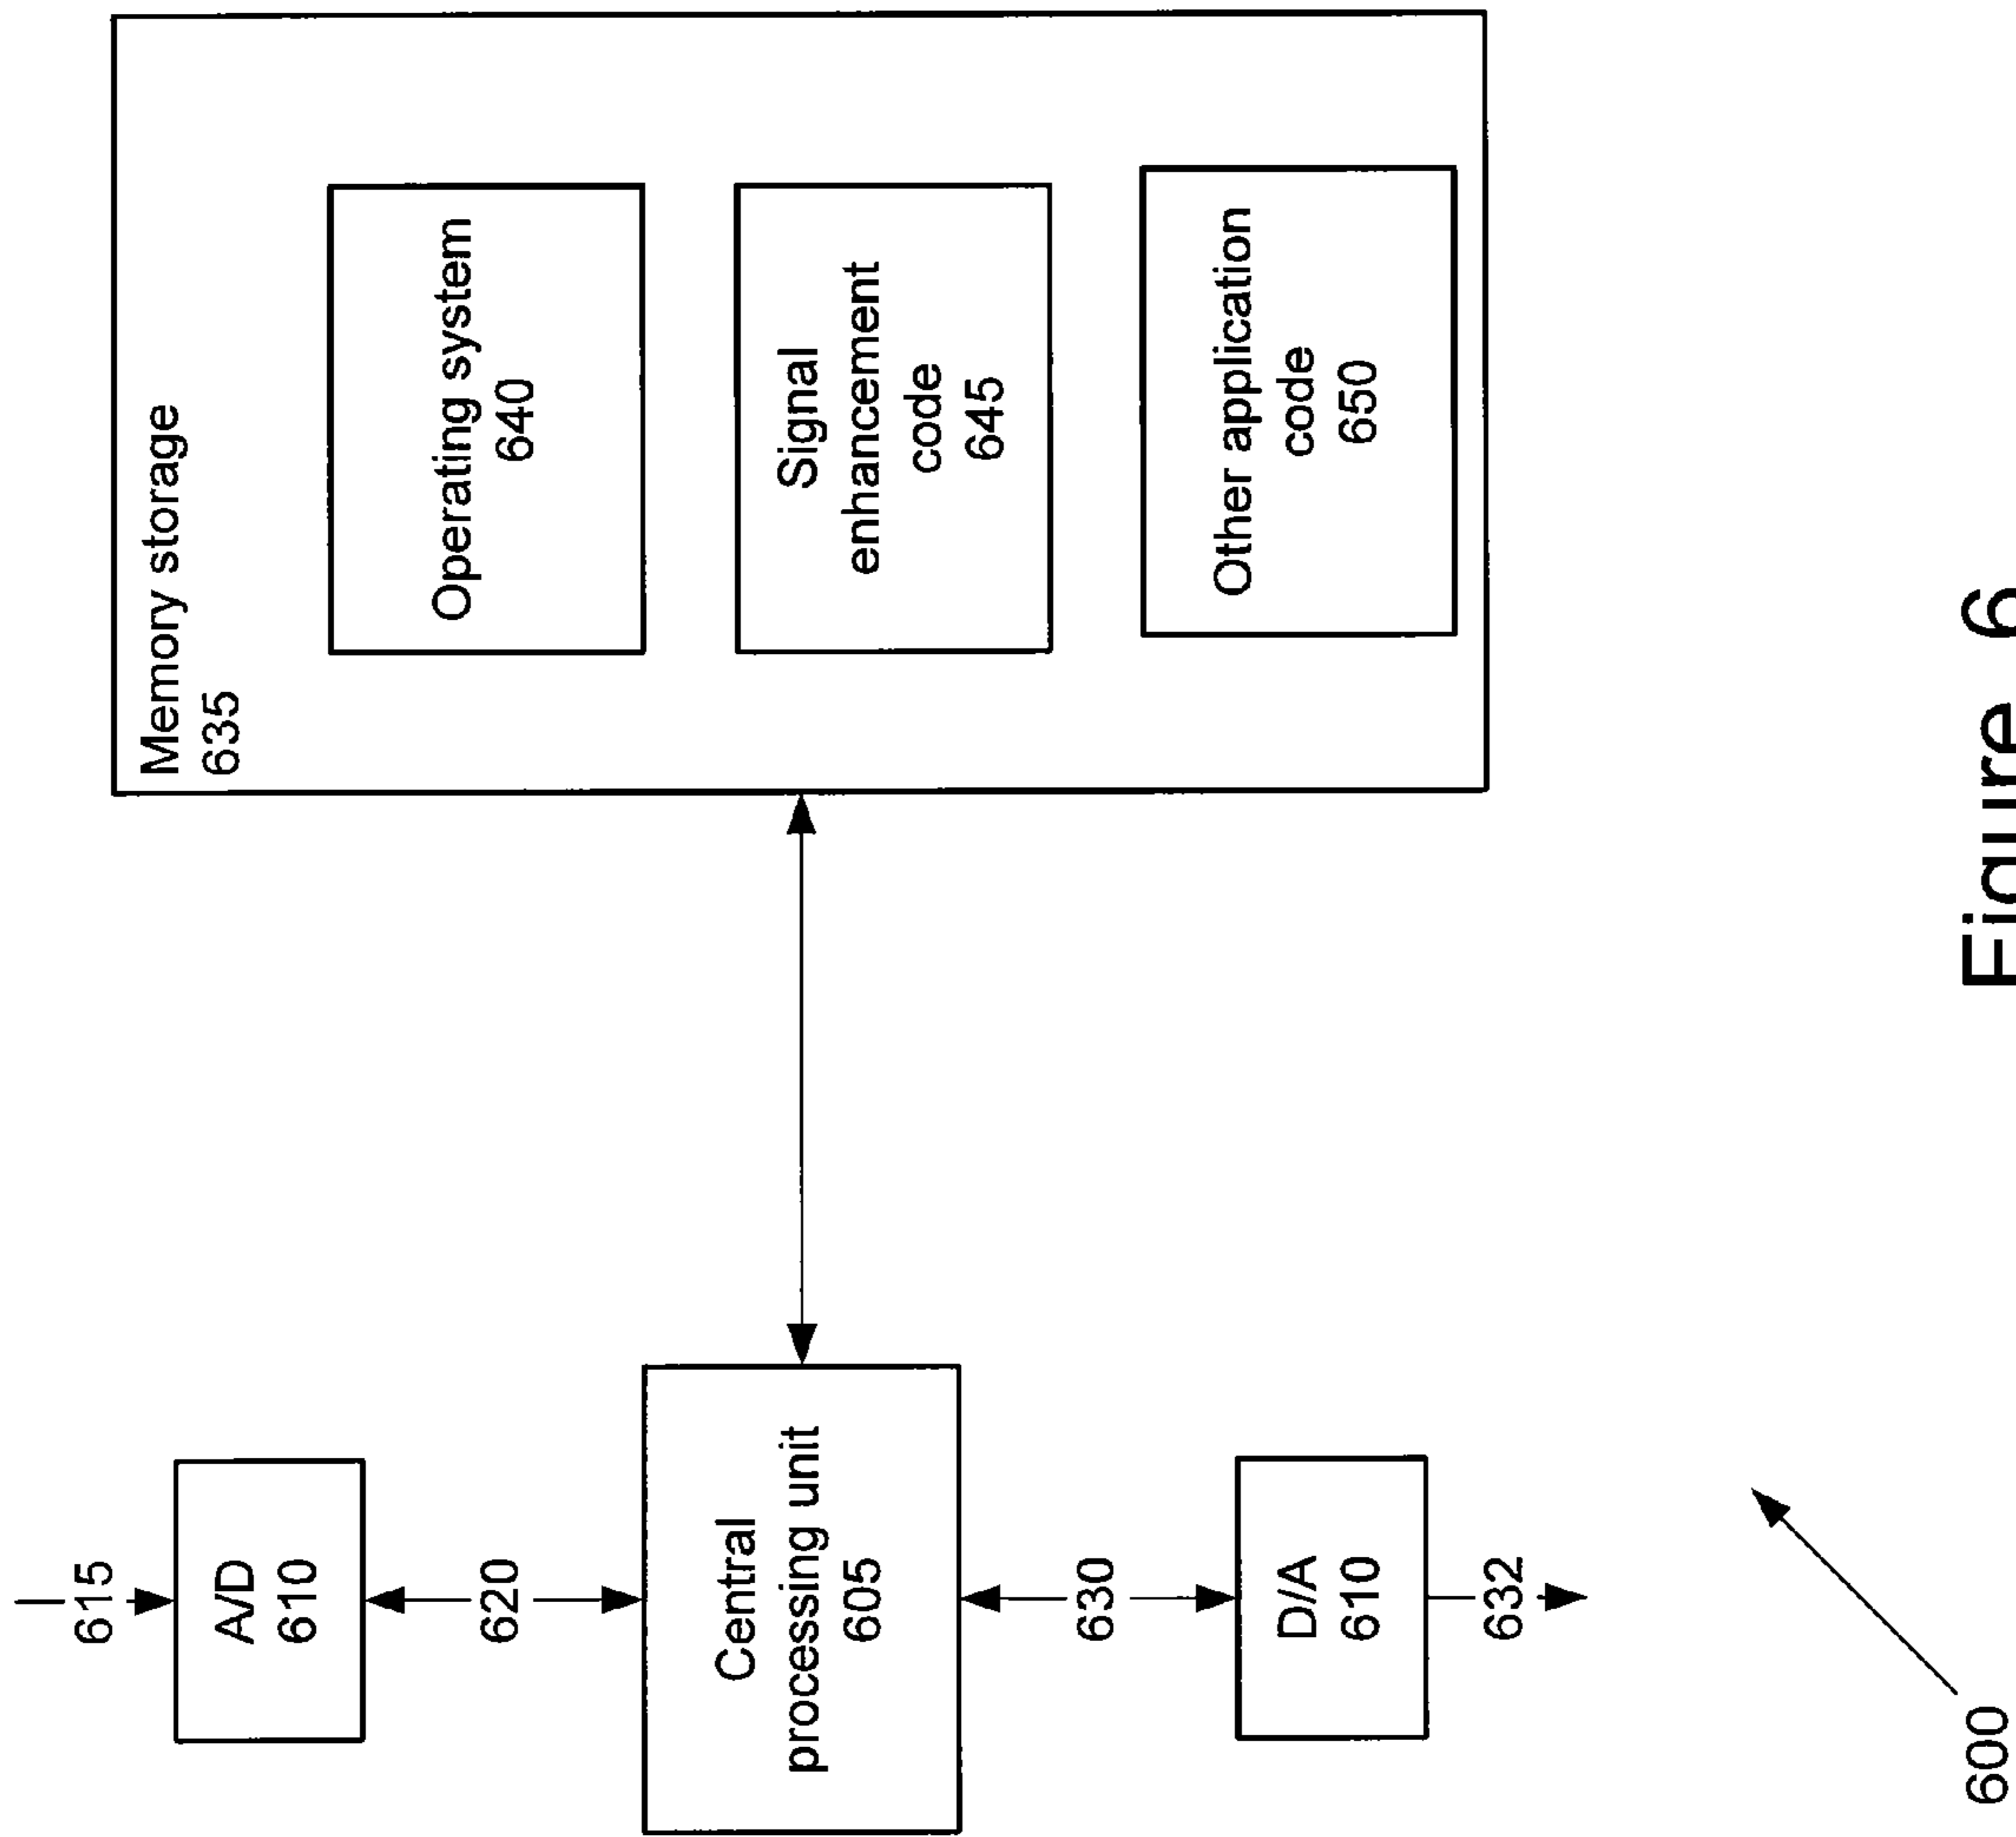 615
A/D
610
620
Central
processing unit
605
630
D/A
610
632
600
Memory storage
635
Operating system
640
Signal
enhancement
code
645
Other application
code
650
Figure 6